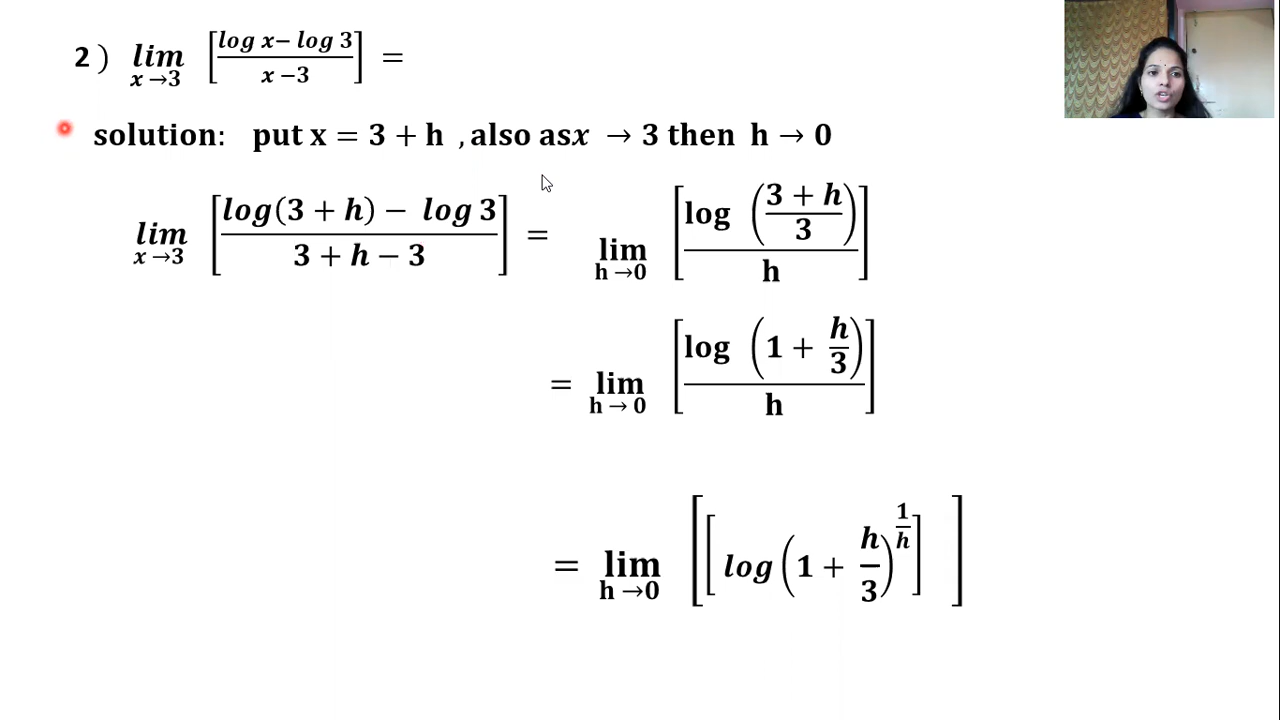 2) lim x→3 [log x− log 3 / x −3] =
solution: put x = 3 + h , also as x → 3 then h → 0
lim x→3 [log(3 + h) − log 3 / 3 + h − 3] = lim h→0 [log (3 + h / 3) / h]
= lim h→0 [log (1 + h/3) / h]
= lim h→0 [[log (1 + h/3)^1/h] ]